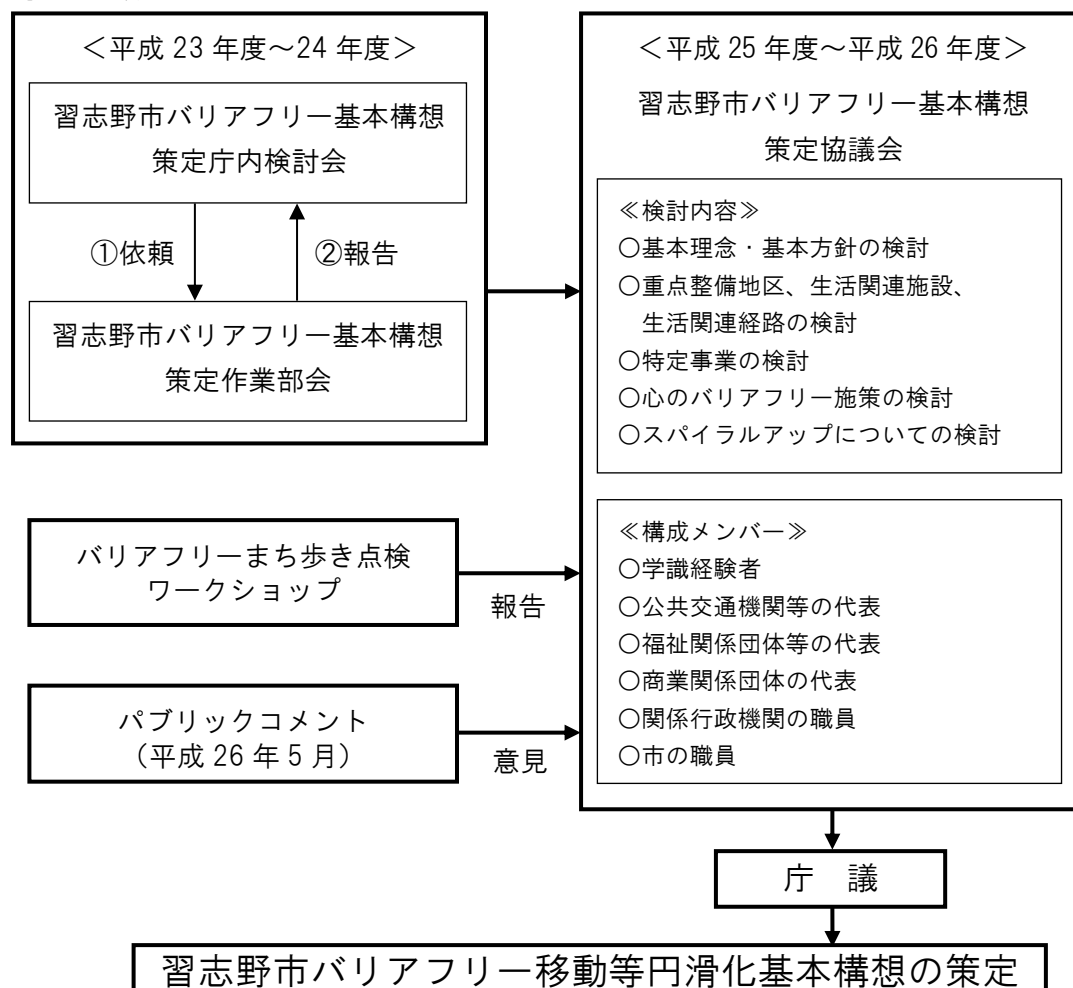 ＜平成 23 年度～24 年度＞
習志野市バリアフリー基本構想
策定庁内検討会
①依頼
②報告
習志野市バリアフリー基本構想
策定作業部会
バリアフリーまち歩き点検
ワークショップ
報告
パブリックコメント
（平成 26 年 5 月）
意見
＜平成 25 年度～平成 26 年度＞
習志野市バリアフリー基本構想
策定協議会
≪検討内容≫
○基本理念・基本方針の検討
○重点整備地区、生活関連施設、
生活関連経路の検討
○特定事業の検討
○心のバリアフリー施策の検討
○スパイラルアップについての検討
≪構成メンバー≫
○学識経験者
○公共交通機関等の代表
○福祉関係団体等の代表
○商業関係団体の代表
○関係行政機関の職員
○市の職員
庁　議
習志野市バリアフリー移動等円滑化基本構想の策定